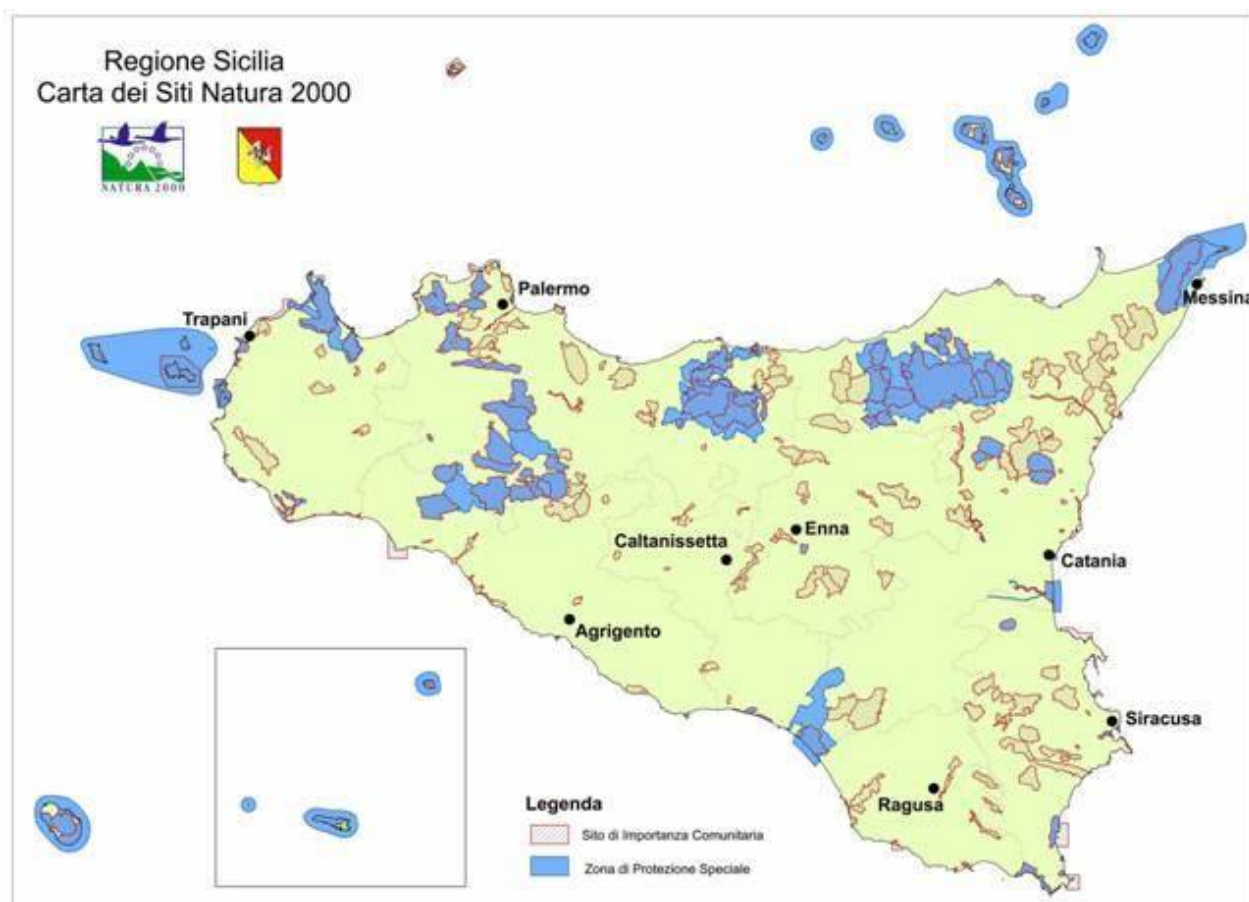 Regione Sicilia
Carta dei Siti Natura 2000
NATURA 2000
Palermo
Trapani
Messina
Enna
Caltanissetta
Catania
Agrigento
Siracusa
Ragusa
Legenda
Sito di Importanza Comunitaria
Zona di Protezione Speciale